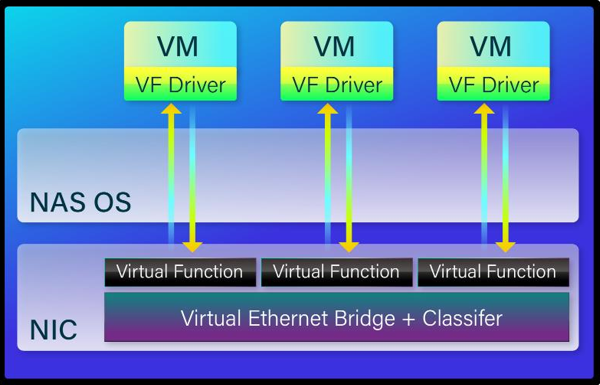 VM
VF Driver
VM
VF Driver
VM
VF Driver
NAS OS
Virtual Function
Virtual Function
Virtual Function
Virtual Ethernet Bridge + Classifer
NIC